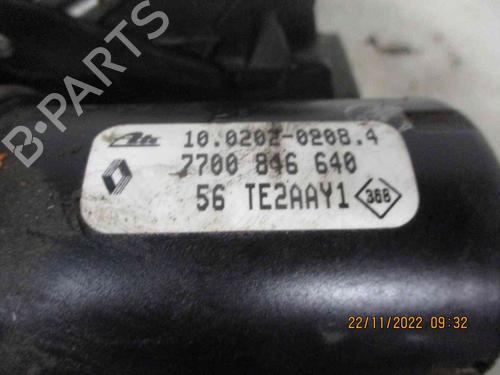 B-PARTS
Ate 10.0202-0208.4
7700 846 640
56 TE2AAY1 368
22/11/2022 09:32